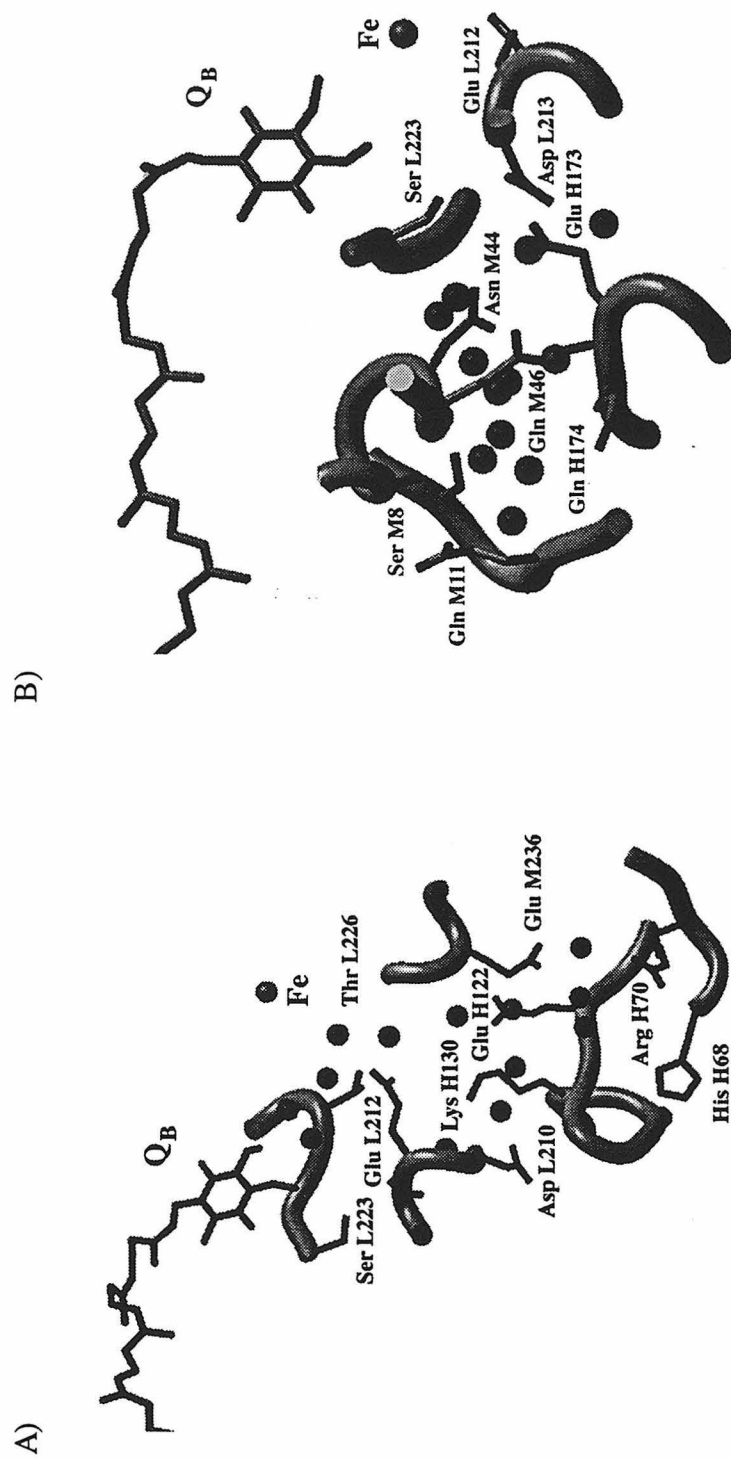 A)
Q B
Fe
Thr L226
Ser L223
Glu L212
Lys H130
Glu H122
Glu M236
Asp L210
Arg H70
His H68
B)
Q B
Fe
Ser L223
Glu L212
Asp L213
Asn M44
Glu H173
Ser M8
Gln M11
Gln M46
Gln H174